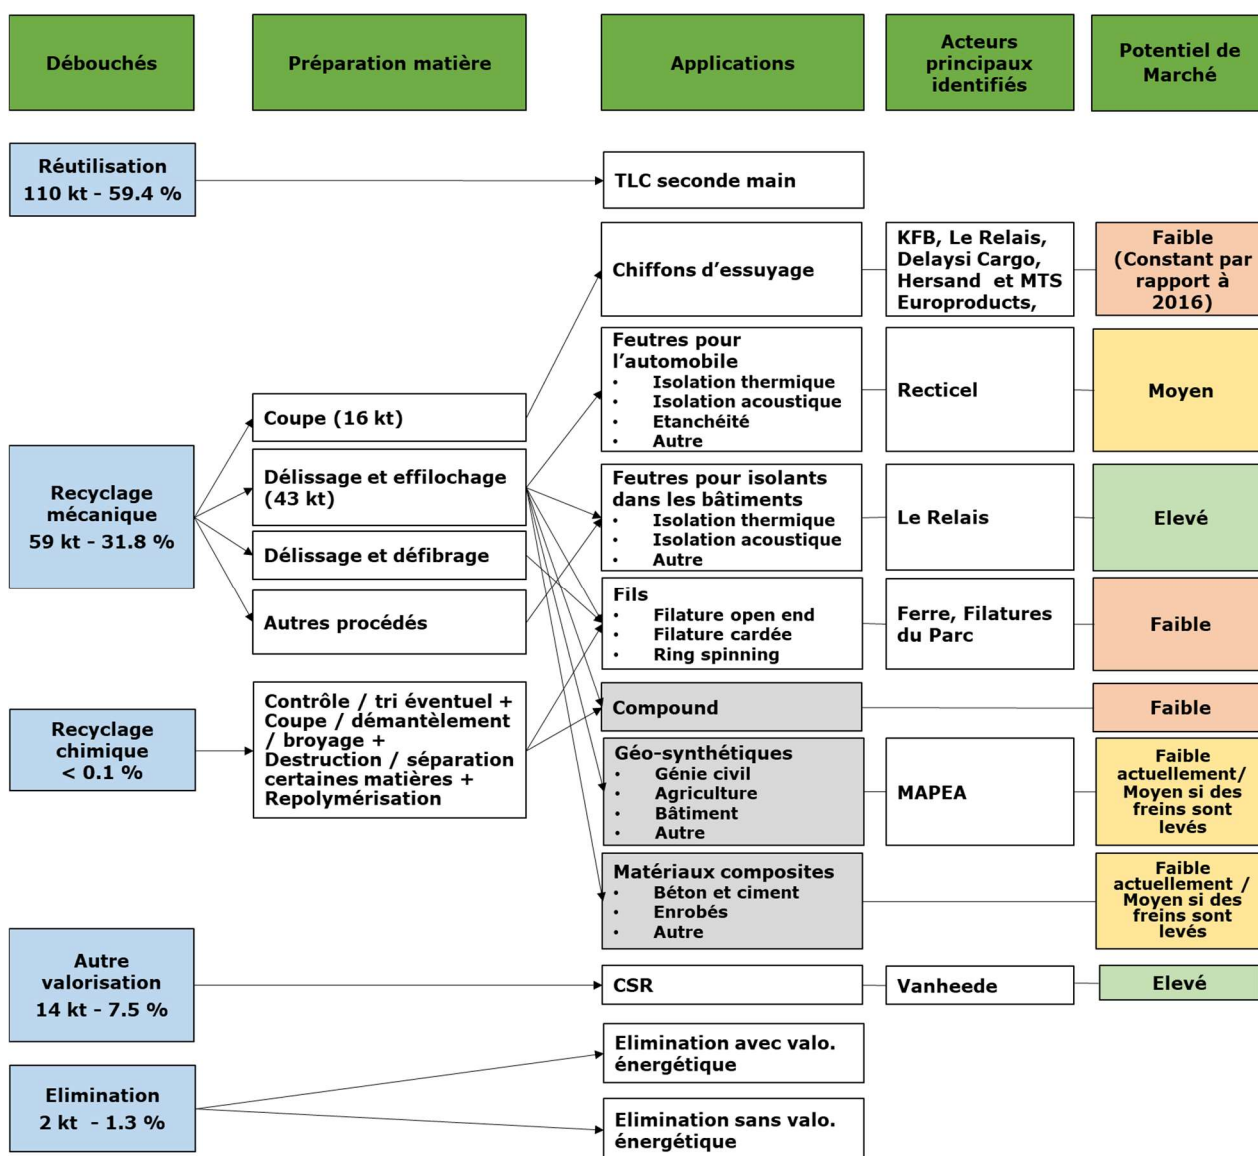 Débouchés
Préparation matière
Applications
Acteurs
principaux
identifiés
Potentiel de
Marché
Réutilisation
110 kt - 59.4 %
TLC seconde main
Chiffons d’essuyage
KFB, Le Relais,
Delaysi Cargo,
Hersand et MTS
Europroducts,
Faible
(Constant par
rapport à
2016)
Feutres pour
l’automobile
• Isolation thermique
• Isolation acoustique
• Etanchéité
• Autre
Recticel
Moyen
Recyclage
mécanique
59 kt - 31.8 %
Coupe (16 kt)
Délissage et effilochage
(43 kt)
Délissage et défibrage
Autres procédés
Feutres pour isolants
dans les bâtiments
• Isolation thermique
• Isolation acoustique
• Autre
Le Relais
Elevé
Fils
• Filature open end
• Filature cardée
• Ring spinning
Ferre, Filatures
du Parc
Faible
Recyclage
chimique
< 0.1 %
Contrôle / tri éventuel +
Coupe / démantèlement
/ broyage +
Destruction / séparation
certaines matières +
Repolymérisation
Compound
Faible
Géo-synthétiques
• Génie civil
• Agriculture
• Bâtiment
• Autre
MAPEA
Faible
actuellement/
Moyen si des
freins sont
levés
Matériaux composites
• Béton et ciment
• Enrobés
• Autre
Faible
actuellement /
Moyen si des
freins sont
levés
Autre
valorisation
14 kt - 7.5 %
CSR
Vanheede
Elevé
Elimination
2 kt - 1.3 %
Elimination avec valo.
énergétique
Elimination sans valo.
énergétique